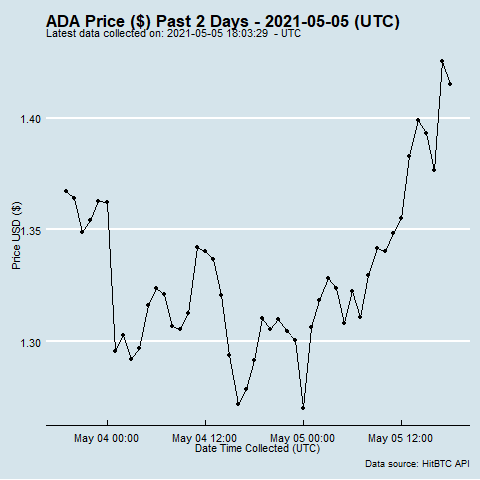 ADA Price ($) Past 2 Days - 2021-05-05 (UTC)
Latest data collected on: 2021-05-05 18:03:29 - UTC
1.40
1.35
1.30
Price USD ($)
May 04 00:00
May 04 12:00
May 05 00:00
May 05 12:00
Date Time Collected (UTC)
Data source: HitBTC API